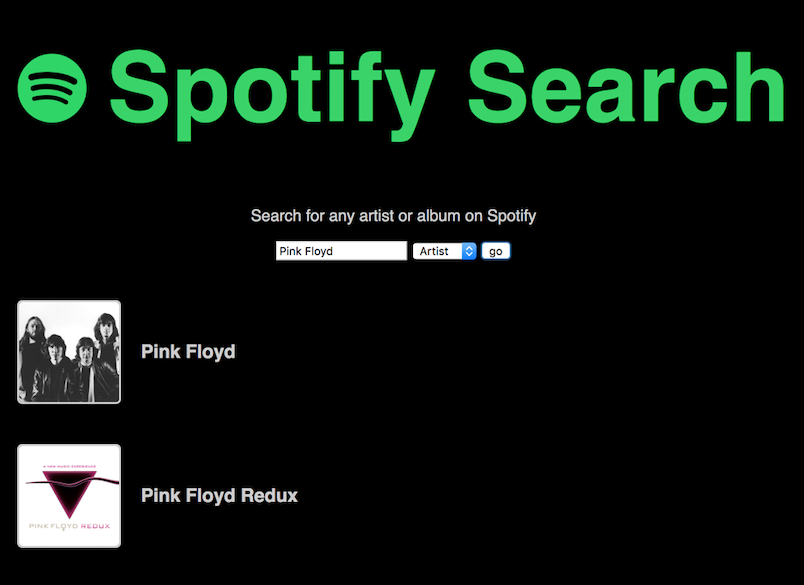 Spotify Search
Search for any artist or album on Spotify
Pink Floyd Artist go
Pink Floyd
A NEW MUSIC EXPERIENCE
PINK FLOYD REDUX
Pink Floyd Redux